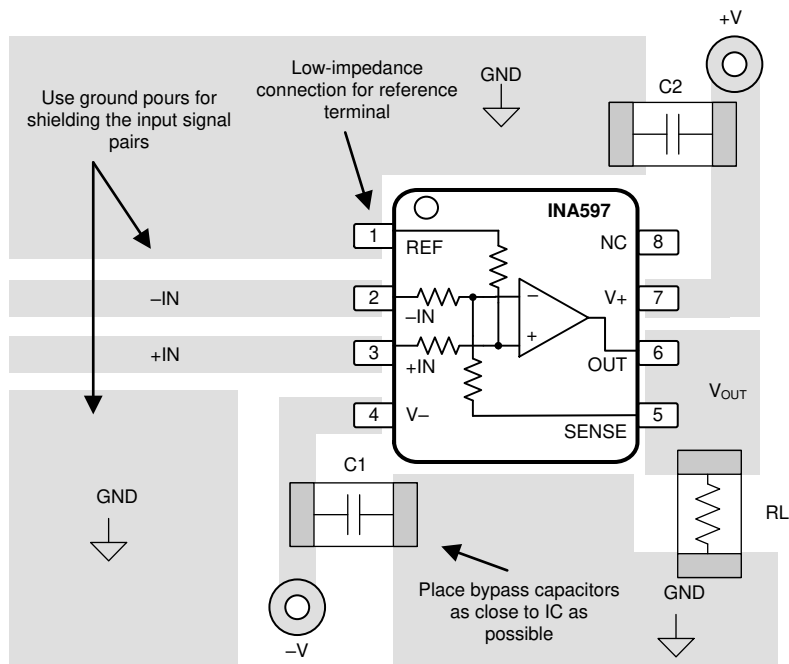 +V
Low-impedance
connection for reference
terminal
GND
C2
Use ground pours for
shielding the input signal
pairs
INA597
1
REF
NC
8
–IN
2
–IN
V+
7
+IN
3
+IN
OUT
6
4
V–
SENSE
5
VOUT
C1
GND
RL
Place bypass capacitors
as close to IC as
possible
GND
–V
–
+